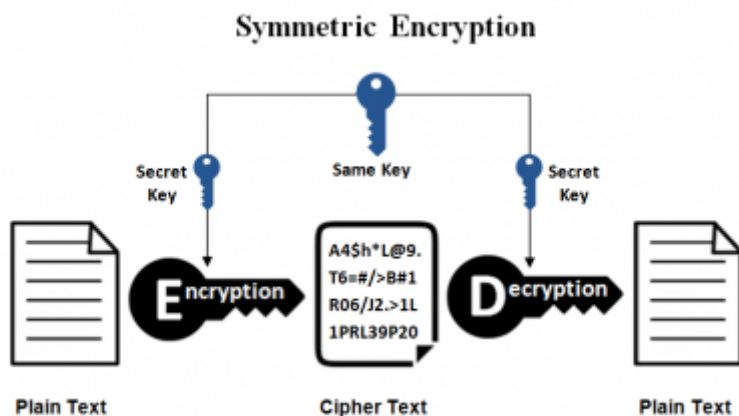 Symmetric Encryption
Secret
Key
Same Key
Secret
Key
Encryption
A4$h*L@9.
T6=#/>B#1
R06/J2.>1L
1PRL39P20
Decryption
Plain Text
Cipher Text
Plain Text